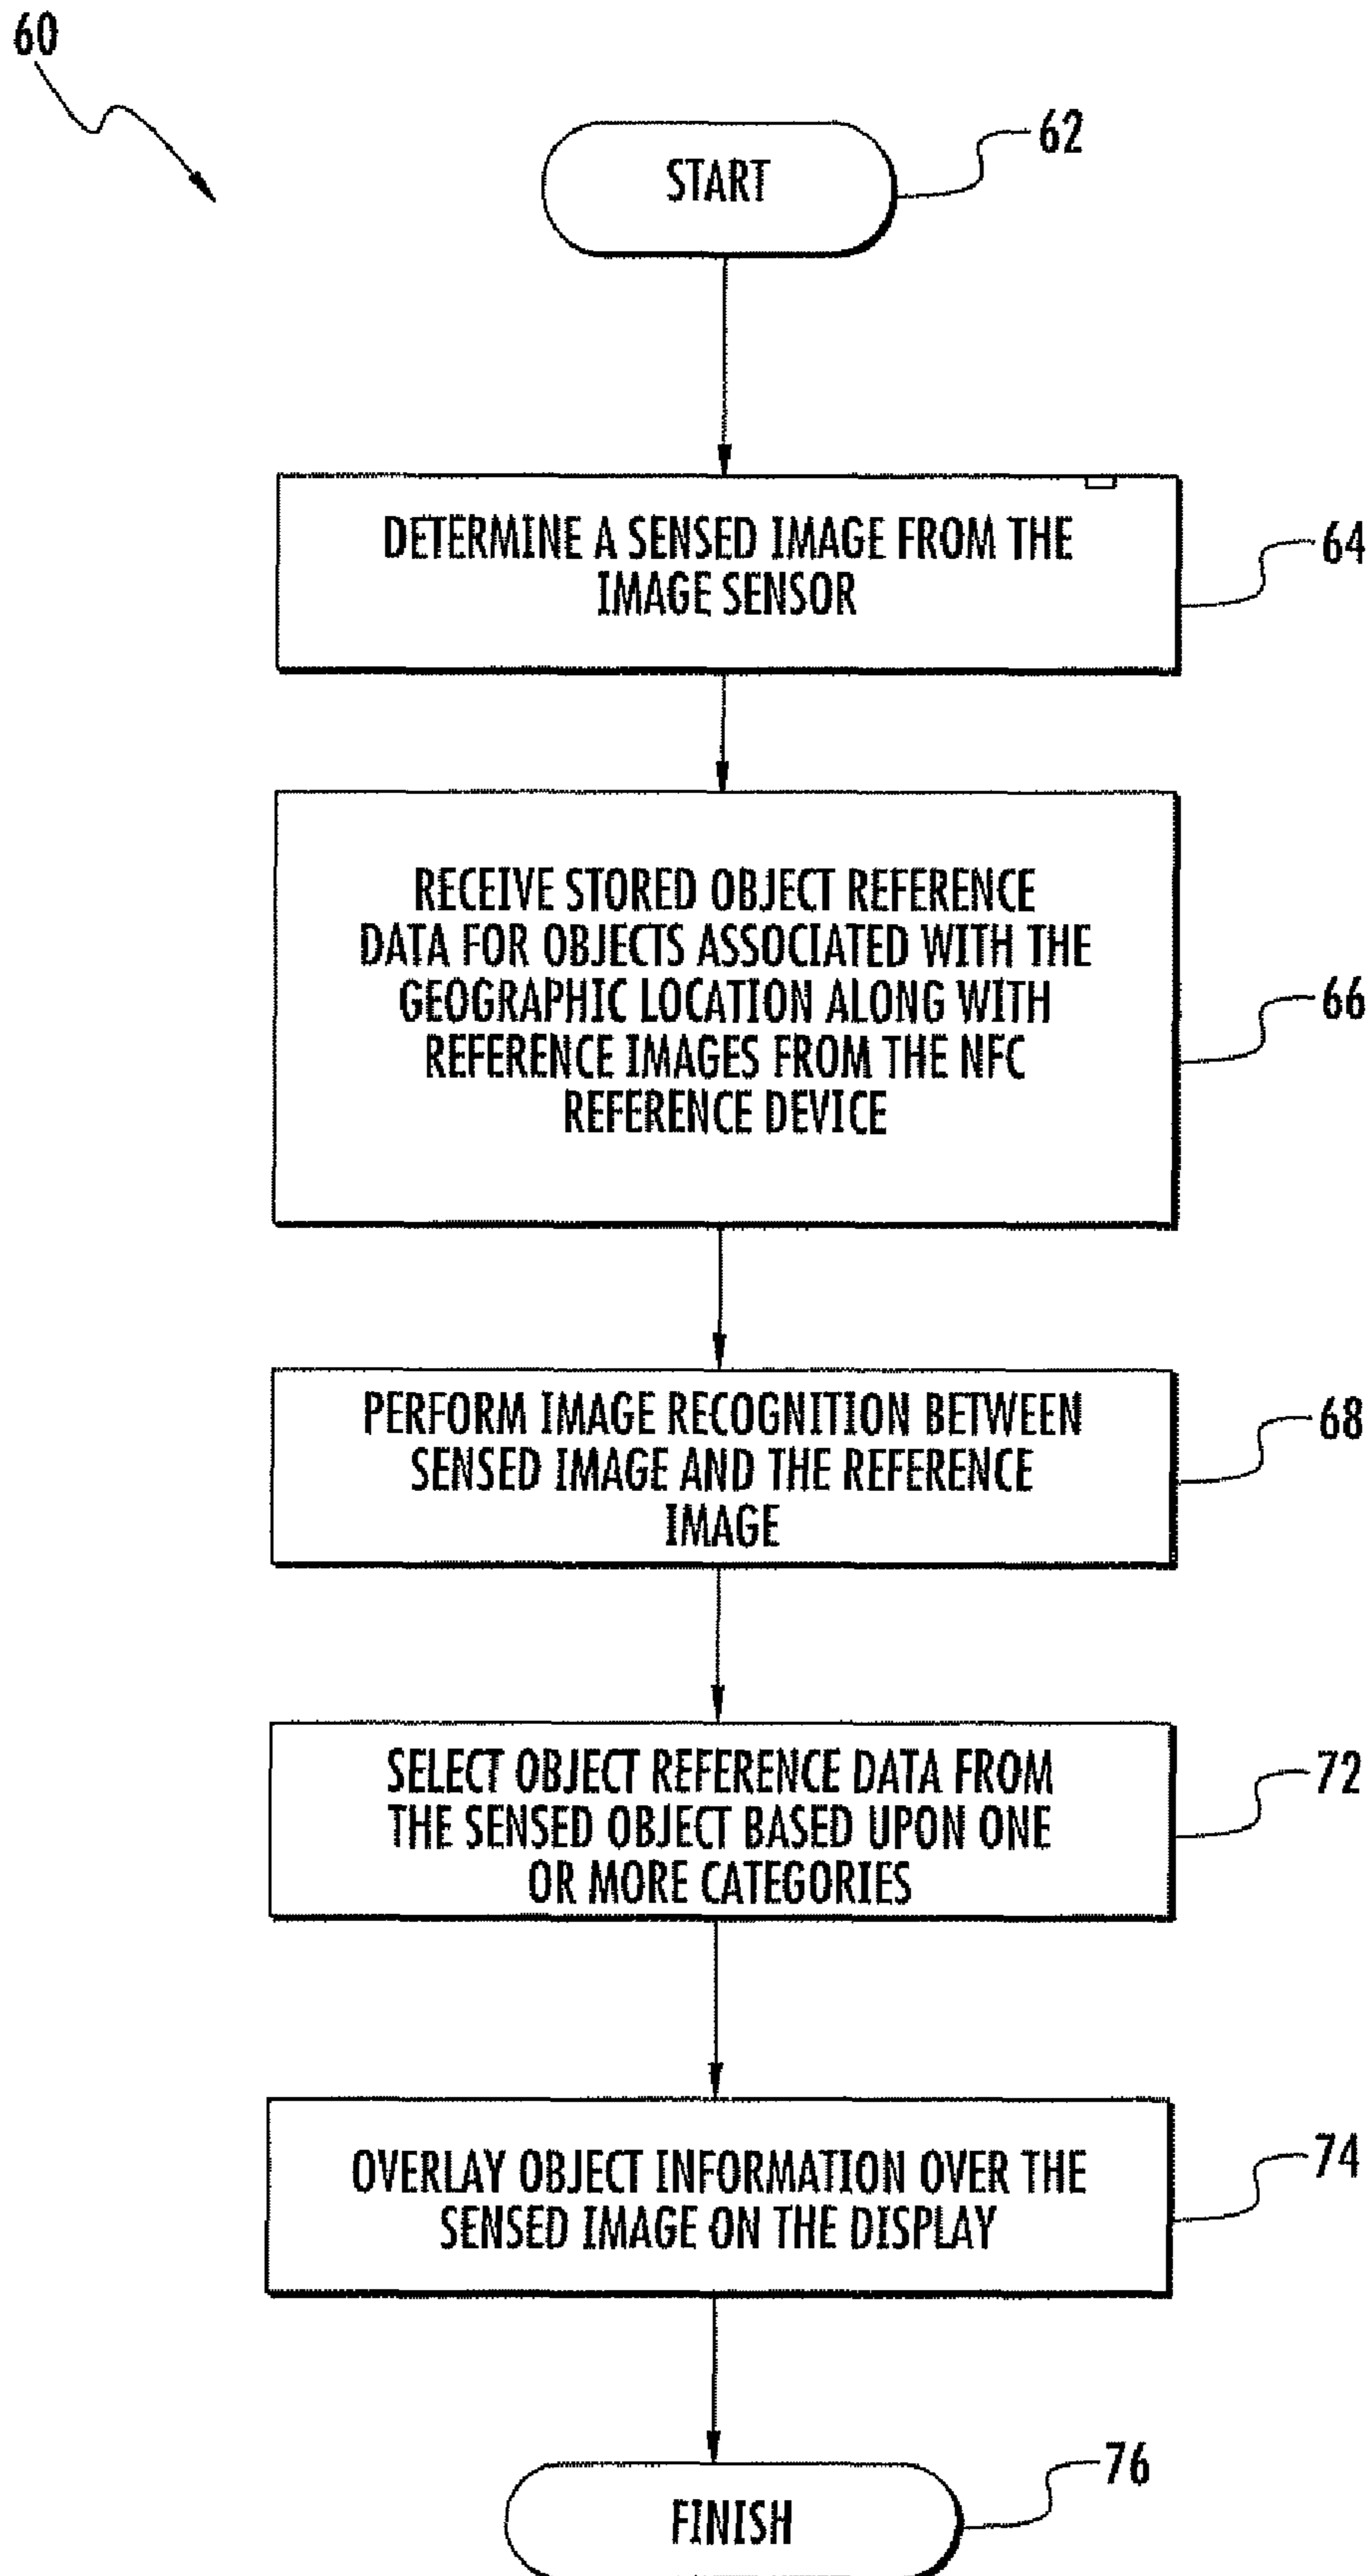 60
START
62
DETERMINE A SENSED IMAGE FROM THE
IMAGE SENSOR
64
RECEIVE STORED OBJECT REFERENCE
DATA FOR OBJECTS ASSOCIATED WITH THE
GEOGRAPHIC LOCATION ALONG WITH
REFERENCE IMAGES FROM THE NFC
REFERENCE DEVICE
66
PERFORM IMAGE RECOGNITION BETWEEN
SENSED IMAGE AND THE REFERENCE
IMAGE
68
SELECT OBJECT REFERENCE DATA FROM
THE SENSED OBJECT BASED UPON ONE
OR MORE CATEGORIES
72
OVERLAY OBJECT INFORMATION OVER THE
SENSED IMAGE ON THE DISPLAY
74
FINISH
76